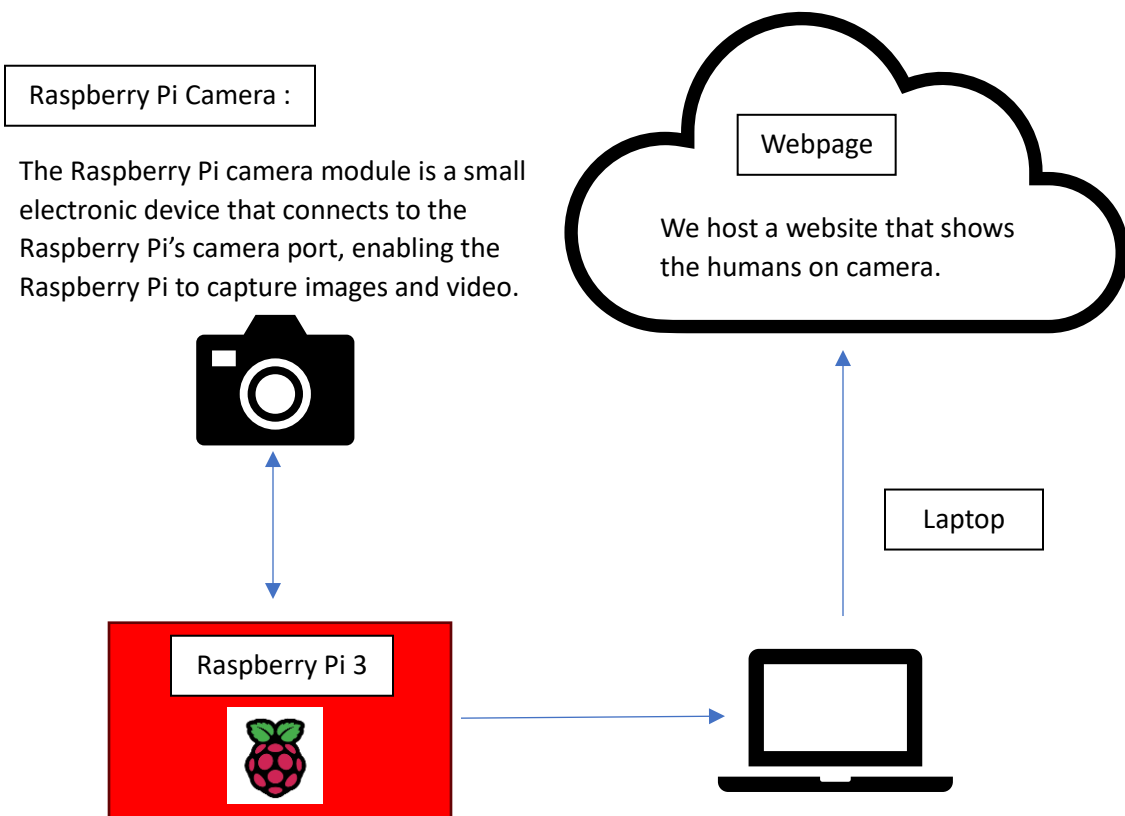 Raspberry Pi Camera :
The Raspberry Pi camera module is a small
electronic device that connects to the
Raspberry Pi’s camera port, enabling the
Raspberry Pi to capture images and video.
Webpage
We host a website that shows
the humans on camera.
Laptop
Raspberry Pi 3